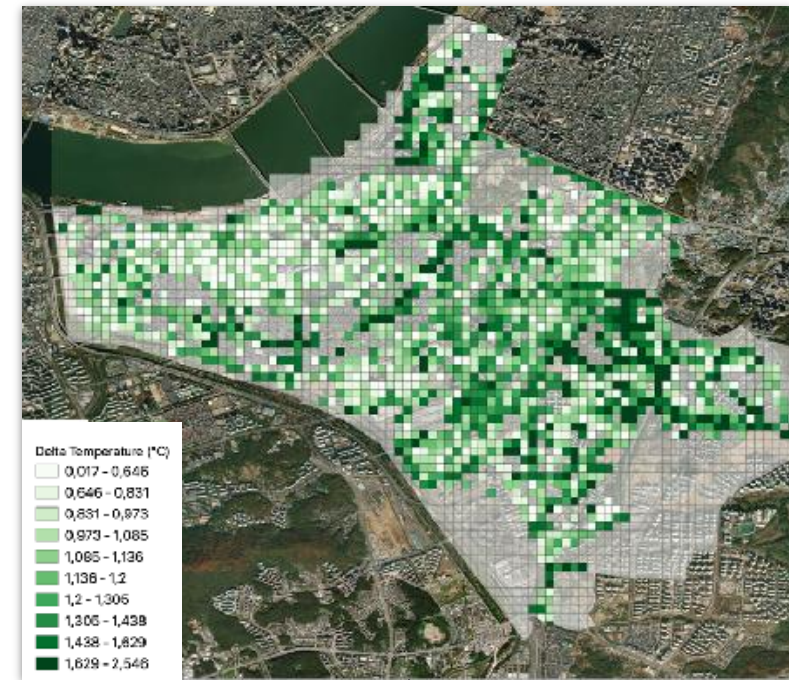 Delta Temperature (°C)
0,017 - 0,646
0,646 - 0,831
0,831 - 0,973
0,973 - 1,085
1,085 - 1,136
1,136 - 1,2
1,2 - 1,305
1,305 - 1,438
1,438 - 1,629
1,629 - 2,546